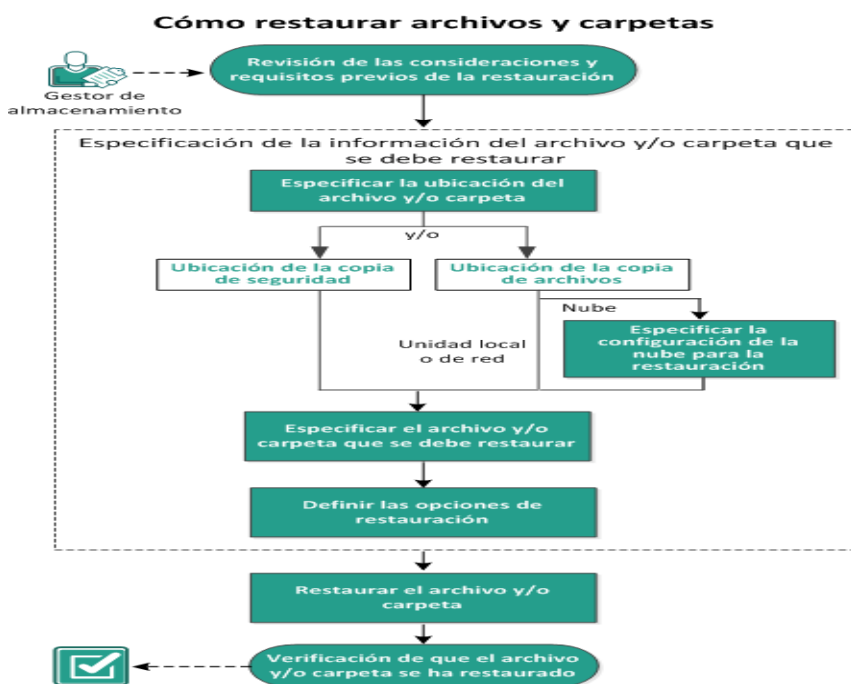 Cómo restaurar archivos y carpetas
Revisión de las consideraciones y
requisitos previos de la restauración
Gestor de
almacenamiento
Especificación de la información del archivo y/o carpeta que
se debe restaurar
Especificar la ubicación del
archivo y/o carpeta
y/o
Ubicación de la copia
de seguridad
Ubicación de la copia
de archivos
Nube
Unidad local
o de red
Especificar la
configuración de la
nube para la
restauración
Especificar el archivo y/o
carpeta que se debe restaurar
Definir las opciones de
restauración
Restaurar el archivo y/o
carpeta
Verificación de que el archivo
y/o carpeta se ha restaurado